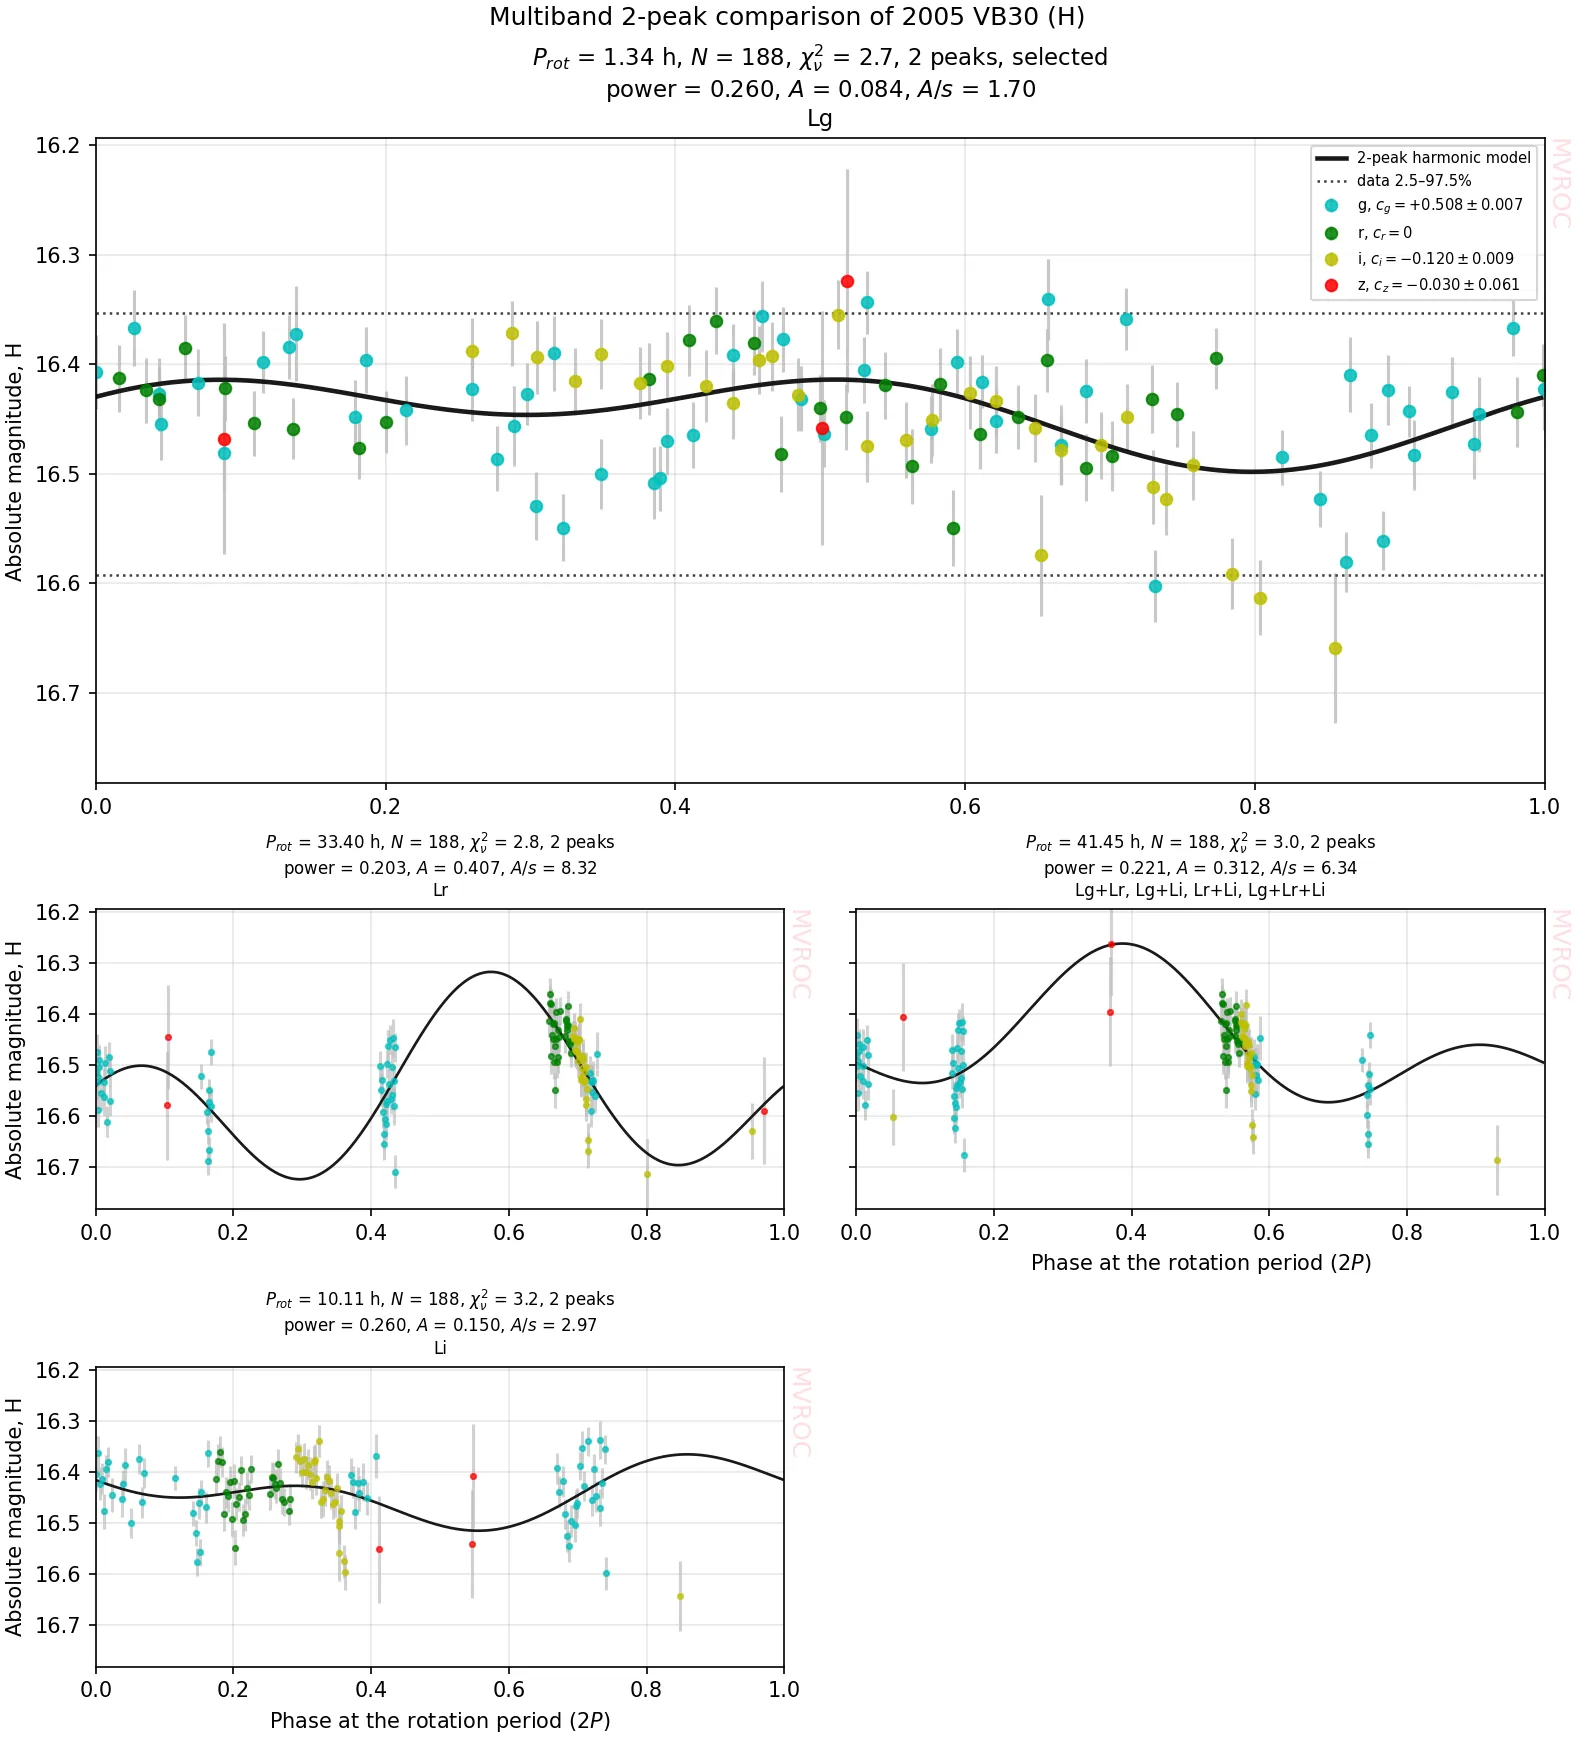 Multiband 2-peak comparison of 2005 VB30 (H)
P_rot = 1.34 h, N = 188, χ²_ν = 2.7, 2 peaks, selected
power = 0.260, A = 0.084, A/s = 1.70
Lg
16.2
16.3
16.4
16.5
16.6
16.7
Absolute magnitude, H
2-peak harmonic model
data 2.5–97.5%
g, c_g = +0.508 ± 0.007
r, c_r = 0
i, c_i = −0.120 ± 0.009
z, c_z = −0.030 ± 0.061
MVROC
0.0 0.2 0.4 0.6 0.8 1.0
P_rot = 33.40 h, N = 188, χ²_ν = 2.8, 2 peaks
power = 0.203, A = 0.407, A/s = 8.32
Lr
16.2
16.3
16.4
16.5
16.6
16.7
Absolute magnitude, H
MVROC
0.0 0.2 0.4 0.6 0.8 1.0
P_rot = 41.45 h, N = 188, χ²_ν = 3.0, 2 peaks
power = 0.221, A = 0.312, A/s = 6.34
Lg+Lr, Lg+Li, Lr+Li, Lg+Lr+Li
MVROC
0.0 0.2 0.4 0.6 0.8 1.0
Phase at the rotation period (2P)
P_rot = 10.11 h, N = 188, χ²_ν = 3.2, 2 peaks
power = 0.260, A = 0.150, A/s = 2.97
Li
16.2
16.3
16.4
16.5
16.6
16.7
Absolute magnitude, H
MVROC
0.0 0.2 0.4 0.6 0.8 1.0
Phase at the rotation period (2P)